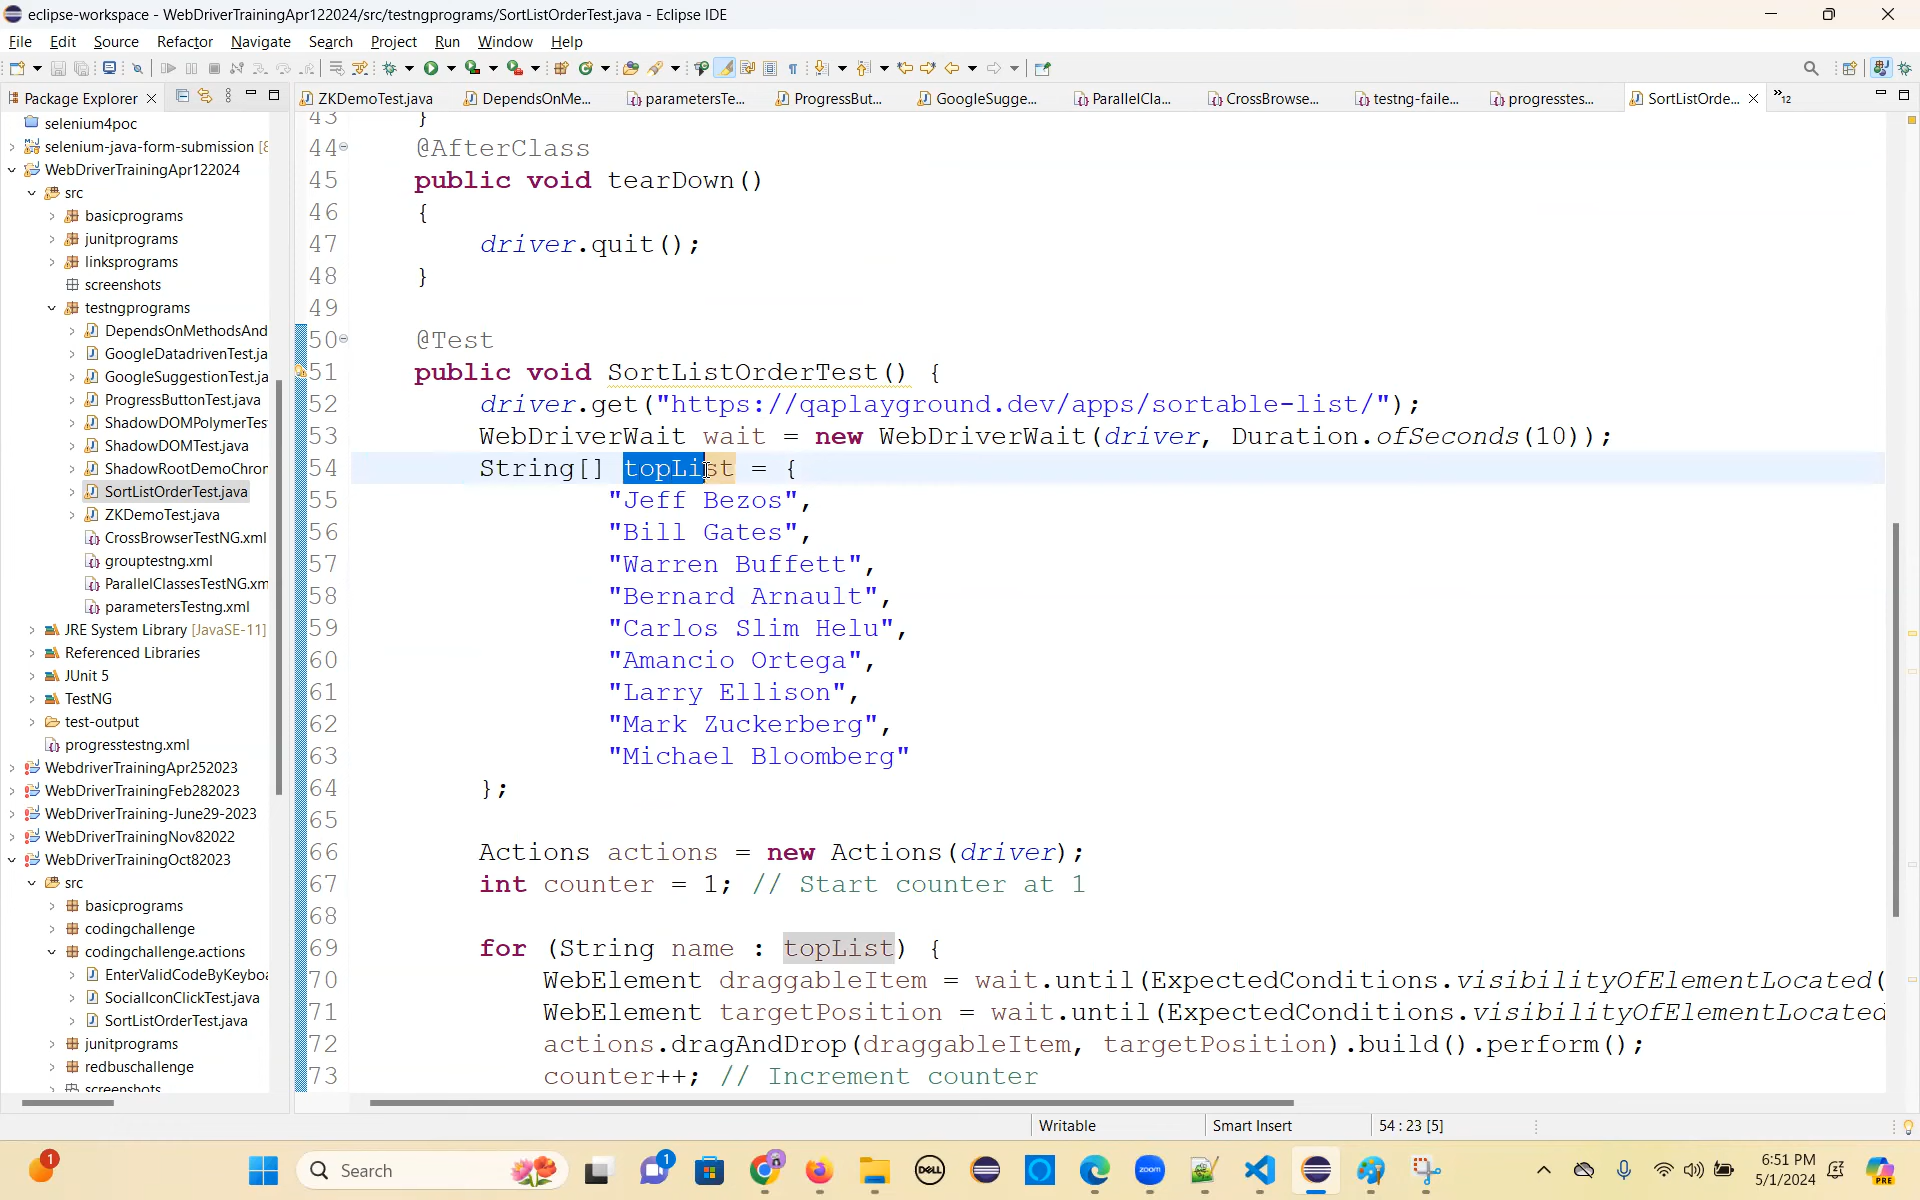 eclipse-workspace - WebDriverTrainingApr122024/src/testngprograms/SortListOrderTest.java - Eclipse IDE
File Edit Source Refactor Navigate Search Project Run Window Help
Package Explorer
ZKDemoTest.java DependsOnMe... parametersTe... ProgressBut... GoogleSugge... ParallelCla... CrossBrowse... testng-faile... progresstes... SortListOrde... »12
selenium4poc
selenium-java-form-submission [8
WebDriverTrainingApr122024
src
basicprograms
junitprograms
linksprograms
screenshots
testngprograms
DependsOnMethodsAnd
GoogleDatadrivenTest.ja
GoogleSuggestionTest.ja
ProgressButtonTest.java
ShadowDOMPolymerTes
ShadowDOMTest.java
ShadowRootDemoChron
SortListOrderTest.java
ZKDemoTest.java
CrossBrowserTestNG.xml
grouptestng.xml
ParallelClassesTestNG.xm
parametersTestng.xml
JRE System Library [JavaSE-11]
Referenced Libraries
JUnit 5
TestNG
test-output
progresstestng.xml
WebdriverTrainingApr252023
WebDriverTrainingFeb282023
WebDriverTraining-June29-2023
WebDriverTrainingNov82022
WebDriverTrainingOct82023
src
basicprograms
codingchallenge
codingchallenge.actions
EnterValidCodeByKeyboa
SocialIconClickTest.java
SortListOrderTest.java
junitprograms
redbuschallenge
screenshots
43 }
44 @AfterClass
45 public void tearDown()
46 {
47 driver.quit();
48 }
49
50 @Test
51 public void SortListOrderTest() {
52 driver.get("https://qaplayground.dev/apps/sortable-list/");
53 WebDriverWait wait = new WebDriverWait(driver, Duration.ofSeconds(10));
54 String[] topList = {
55 "Jeff Bezos",
56 "Bill Gates",
57 "Warren Buffett",
58 "Bernard Arnault",
59 "Carlos Slim Helu",
60 "Amancio Ortega",
61 "Larry Ellison",
62 "Mark Zuckerberg",
63 "Michael Bloomberg"
64 };
65
66 Actions actions = new Actions(driver);
67 int counter = 1; // Start counter at 1
68
69 for (String name : topList) {
70 WebElement draggableItem = wait.until(ExpectedConditions.visibilityOfElementLocated(
71 WebElement targetPosition = wait.until(ExpectedConditions.visibilityOfElementLocated
72 actions.dragAndDrop(draggableItem, targetPosition).build().perform();
73 counter++; // Increment counter
Writable Smart Insert 54 : 23 [5]
1 Search 1 DELL zoom PRE
6:51 PM
5/1/2024